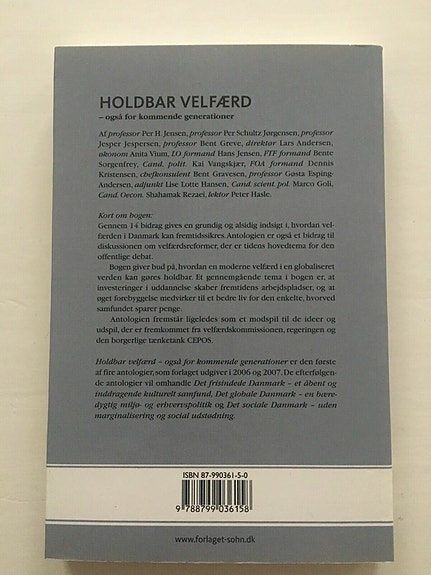 HOLDBAR VELFÆRD
– også for kommende generationer
Af professor Per H. Jensen, professor Per Schultz Jørgensen, professor
Jesper Jespersen, professor Bent Greve, direktør Lars Andersen,
økonom Anita Vium, LO formand Hans Jensen, FTF formand Bente
Sorgenfrey, Cand. polit. Kai Vangskjær, FOA formand Dennis
Kristensen, chefkonsulent Bent Gravesen, professor Gøsta Esping-
Andersen, adjunkt Lise Lotte Hansen, Cand. scient. pol. Marco Goli,
Cand. Oecon. Shahamak Rezaei, lektor Peter Hasle.
Kort om bogen:
Gennem 14 bidrag gives en grundig og alsidig indsigt i, hvordan vel-
færden i Danmark kan fremtidssikres. Antologien er også et bidrag til
diskussionen om velfærdsreformer, der er tidens hovedtema for den
offentlige debat.
Bogen giver bud på, hvordan en moderne velfærd i en globaliseret
verden kan gøres holdbar. Et gennemgående tema i bogen er, at
investeringer i uddannelse skaber fremtidens arbejdspladser, og at
øget forebyggelse medvirker til et bedre liv for den enkelte, hvorved
samfundet sparer penge.
Antologien fremstår ligeledes som et modspil til de ideer og
udspil, der er fremkommet fra velfærdskommissionen, regeringen og
den borgerlige tænketank CEPOS.
Holdbar velfærd – også for kommende generationer er den første
af fire antologier, som forlaget udgiver i 2006 og 2007. De efterfølgen-
de antologier vil omhandle Det frisindede Danmark – et åbent og
inddragende kulturelt samfund, Det globale Danmark – en bære-
dygtig miljø- og erhvervspolitik og Det sociale Danmark – uden
marginalisering og social udstødning.
ISBN 87-990361-5-0
9 788799 036158
www.forlaget-sohn.dk